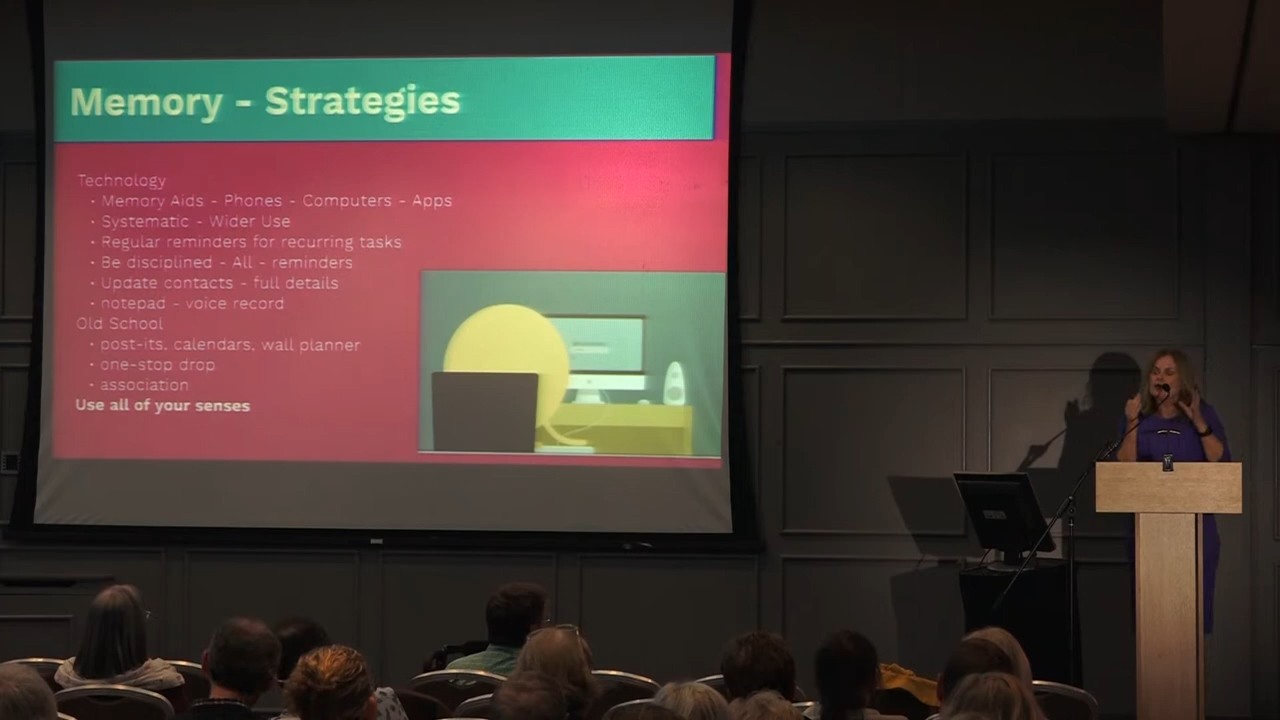 Memory - Strategies
Technology
• Memory Aids - Phones - Computers - Apps
• Systematic - Wider Use
• Regular reminders for recurring tasks
• Be disciplined - All - reminders
• Update contacts - full details
• notepad - voice record
Old School
• post-its, calendars, wall planner
• one-stop drop
• association
Use all of your senses